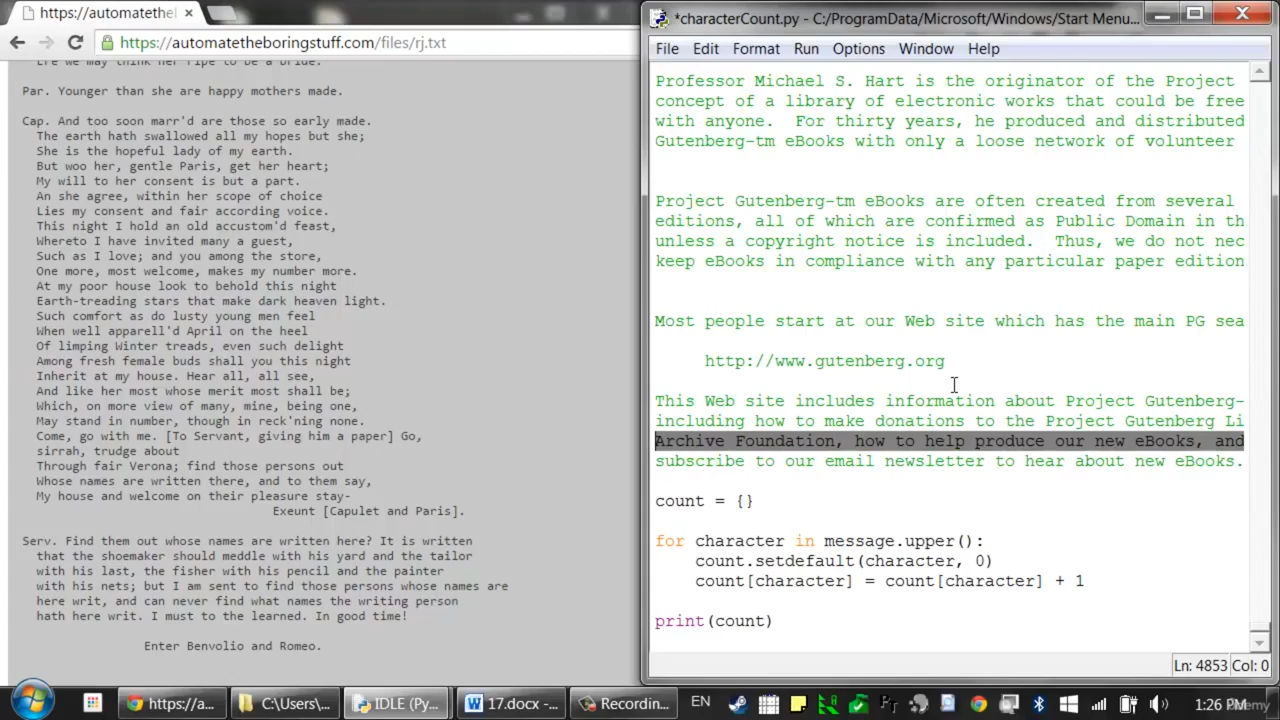 https://automatethel ×
https://automatetheboringstuff.com/files/rj.txt
Par. Younger than she are happy mothers made.
Cap. And too soon marr'd are those so early made.
The earth hath swallowed all my hopes but she;
She is the hopeful lady of my earth.
But woo her, gentle Paris, get her heart;
My will to her consent is but a part.
An she agree, within her scope of choice
Lies my consent and fair according voice.
This night I hold an old accustom'd feast,
Whereto I have invited many a guest,
Such as I love; and you among the store,
One more, most welcome, makes my number more.
At my poor house look to behold this night
Earth-treading stars that make dark heaven light.
Such comfort as do lusty young men feel
When well apparell'd April on the heel
Of limping Winter treads, even such delight
Among fresh female buds shall you this night
Inherit at my house. Hear all, all see,
And like her most whose merit most shall be;
Which, on more view of many, mine, being one,
May stand in number, though in reck'ning none.
Come, go with me. [To Servant, giving him a paper] Go,
sirrah, trudge about
Through fair Verona; find those persons out
Whose names are written there, and to them say,
My house and welcome on their pleasure stay-
Exeunt [Capulet and Paris].
Serv. Find them out whose names are written here? It is written
that the shoemaker should meddle with his yard and the tailor
with his last, the fisher with his pencil and the painter
with his nets; but I am sent to find those persons whose names are
here writ, and can never find what names the writing person
hath here writ. I must to the learned. In good time!
Enter Benvolio and Romeo.
*characterCount.py - C:/ProgramData/Microsoft/Windows/Start Menu...
File Edit Format Run Options Window Help
Professor Michael S. Hart is the originator of the Project
concept of a library of electronic works that could be free
with anyone.  For thirty years, he produced and distributed
Gutenberg-tm eBooks with only a loose network of volunteer
Project Gutenberg-tm eBooks are often created from several
editions, all of which are confirmed as Public Domain in th
unless a copyright notice is included.  Thus, we do not nec
keep eBooks in compliance with any particular paper edition
Most people start at our Web site which has the main PG sea
http://www.gutenberg.org
This Web site includes information about Project Gutenberg-
including how to make donations to the Project Gutenberg Li
Archive Foundation, how to help produce our new eBooks, and
subscribe to our email newsletter to hear about new eBooks.
count = {}
for character in message.upper():
count.setdefault(character, 0)
count[character] = count[character] + 1
print(count)
Ln: 4853 Col: 0
https://a... C:\Users\... IDLE (Py... 17.docx -... Recordin... EN 1:26 PM